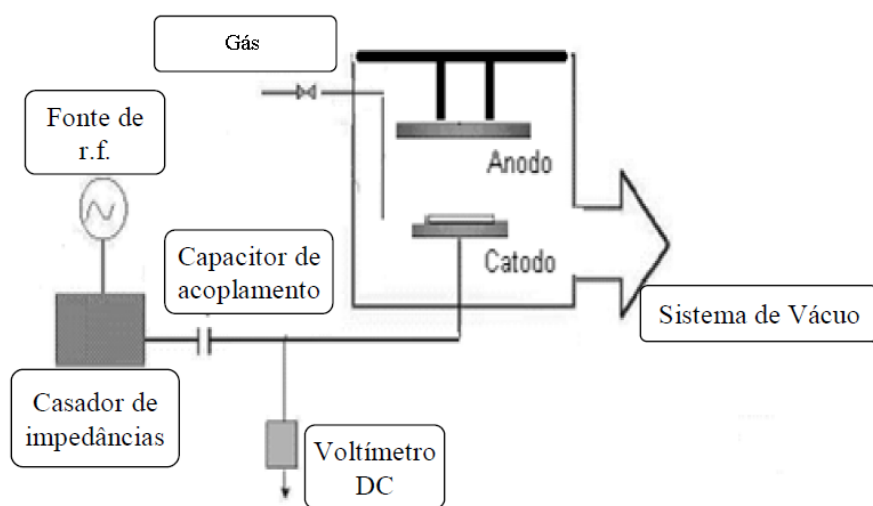 Gás
Fonte de
r.f.
Anodo
Capacitor de
acoplamento
Catodo
Sistema de Vácuo
Casador de
impedâncias
Voltímetro
DC